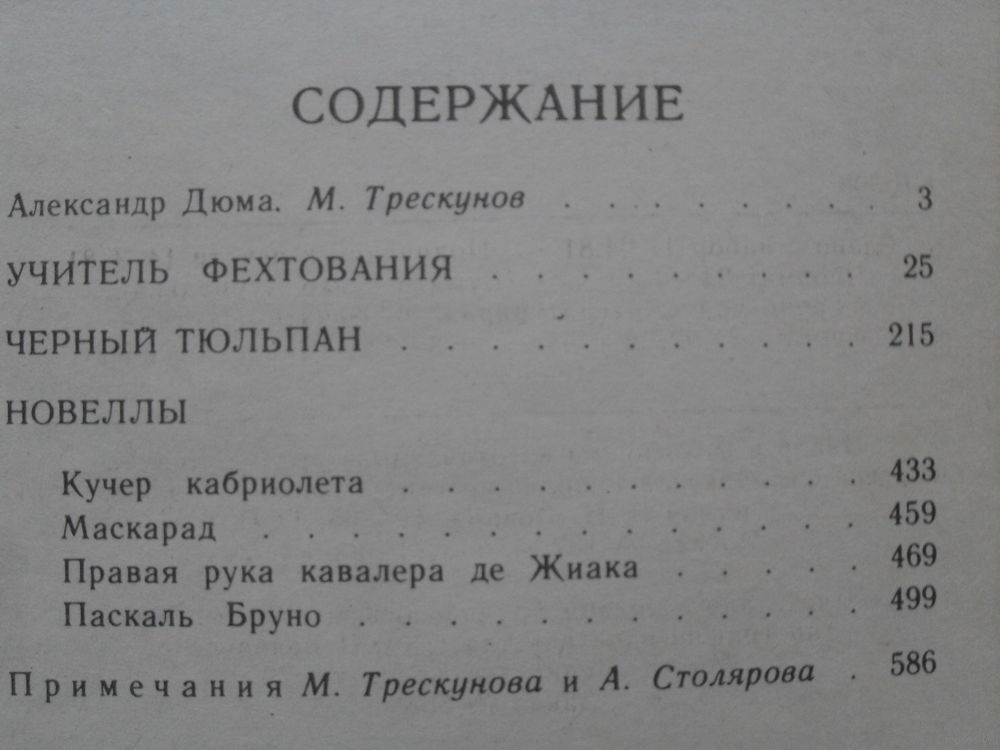 СОДЕРЖАНИЕ
Александр Дюма. М. Трескунов . . . . . . . . . 3
УЧИТЕЛЬ ФЕХТОВАНИЯ . . . . . . . . . 25
ЧЕРНЫЙ ТЮЛЬПАН . . . . . . . . . . . 215
НОВЕЛЛЫ
Кучер кабриолета . . . . . . . . . . . 433
Маскарад . . . . . . . . . . . . . . 459
Правая рука кавалера де Жиака . . . . . 469
Паскаль Бруно . . . . . . . . . . . . 499
Примечания М. Трескунова и А. Столярова . 586